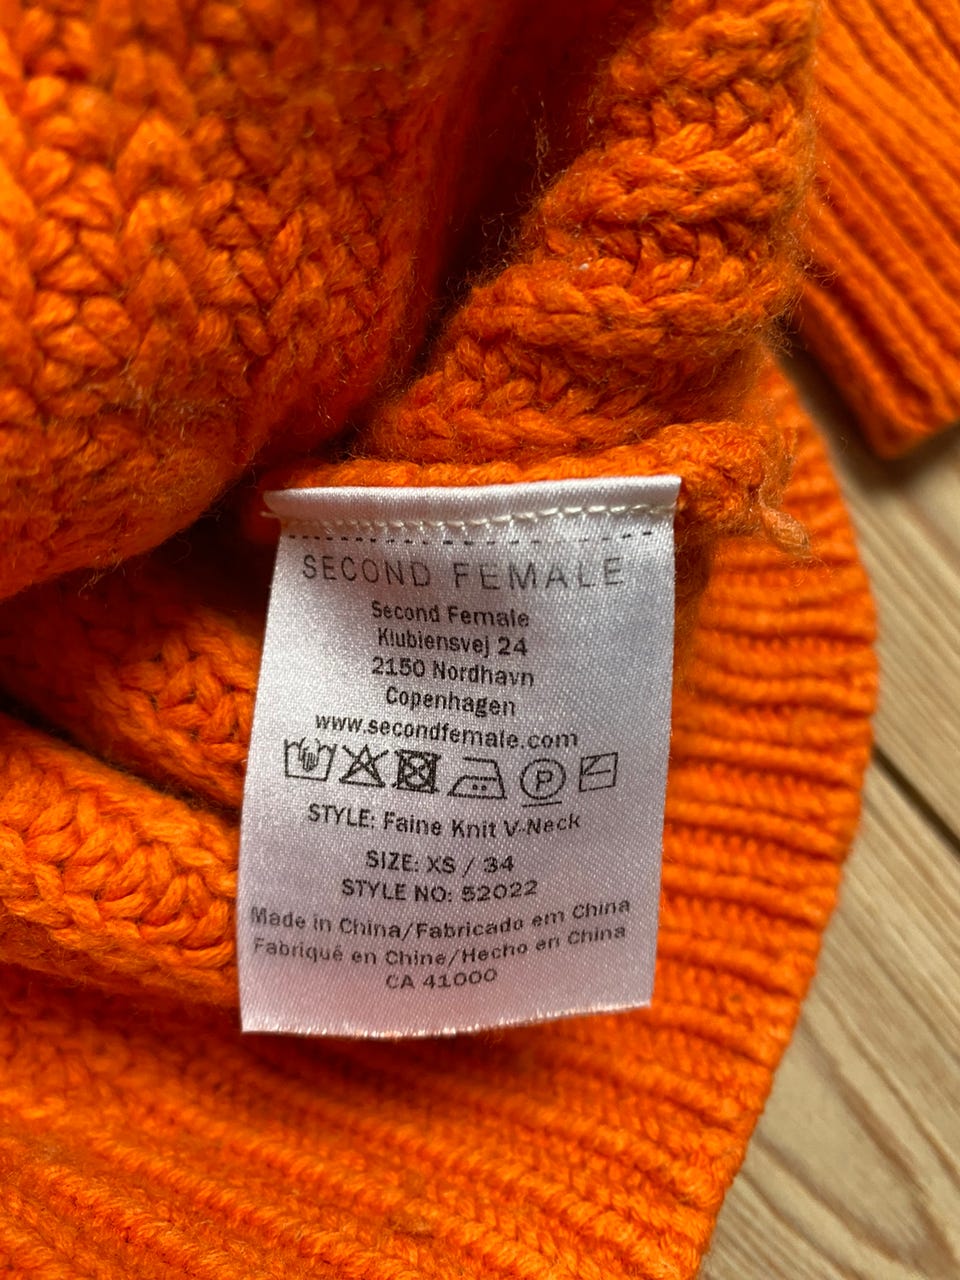 SECOND FEMALE
Second Female
Klubiensvej 24
2150 Nordhavn
Copenhagen
www.secondfemale.com
P
STYLE: Faine Knit V-Neck
SIZE: XS / 34
STYLE NO: 52022
Made in China/Fabricado em China
Fabriqué en Chine/Hecho en China
CA 41000